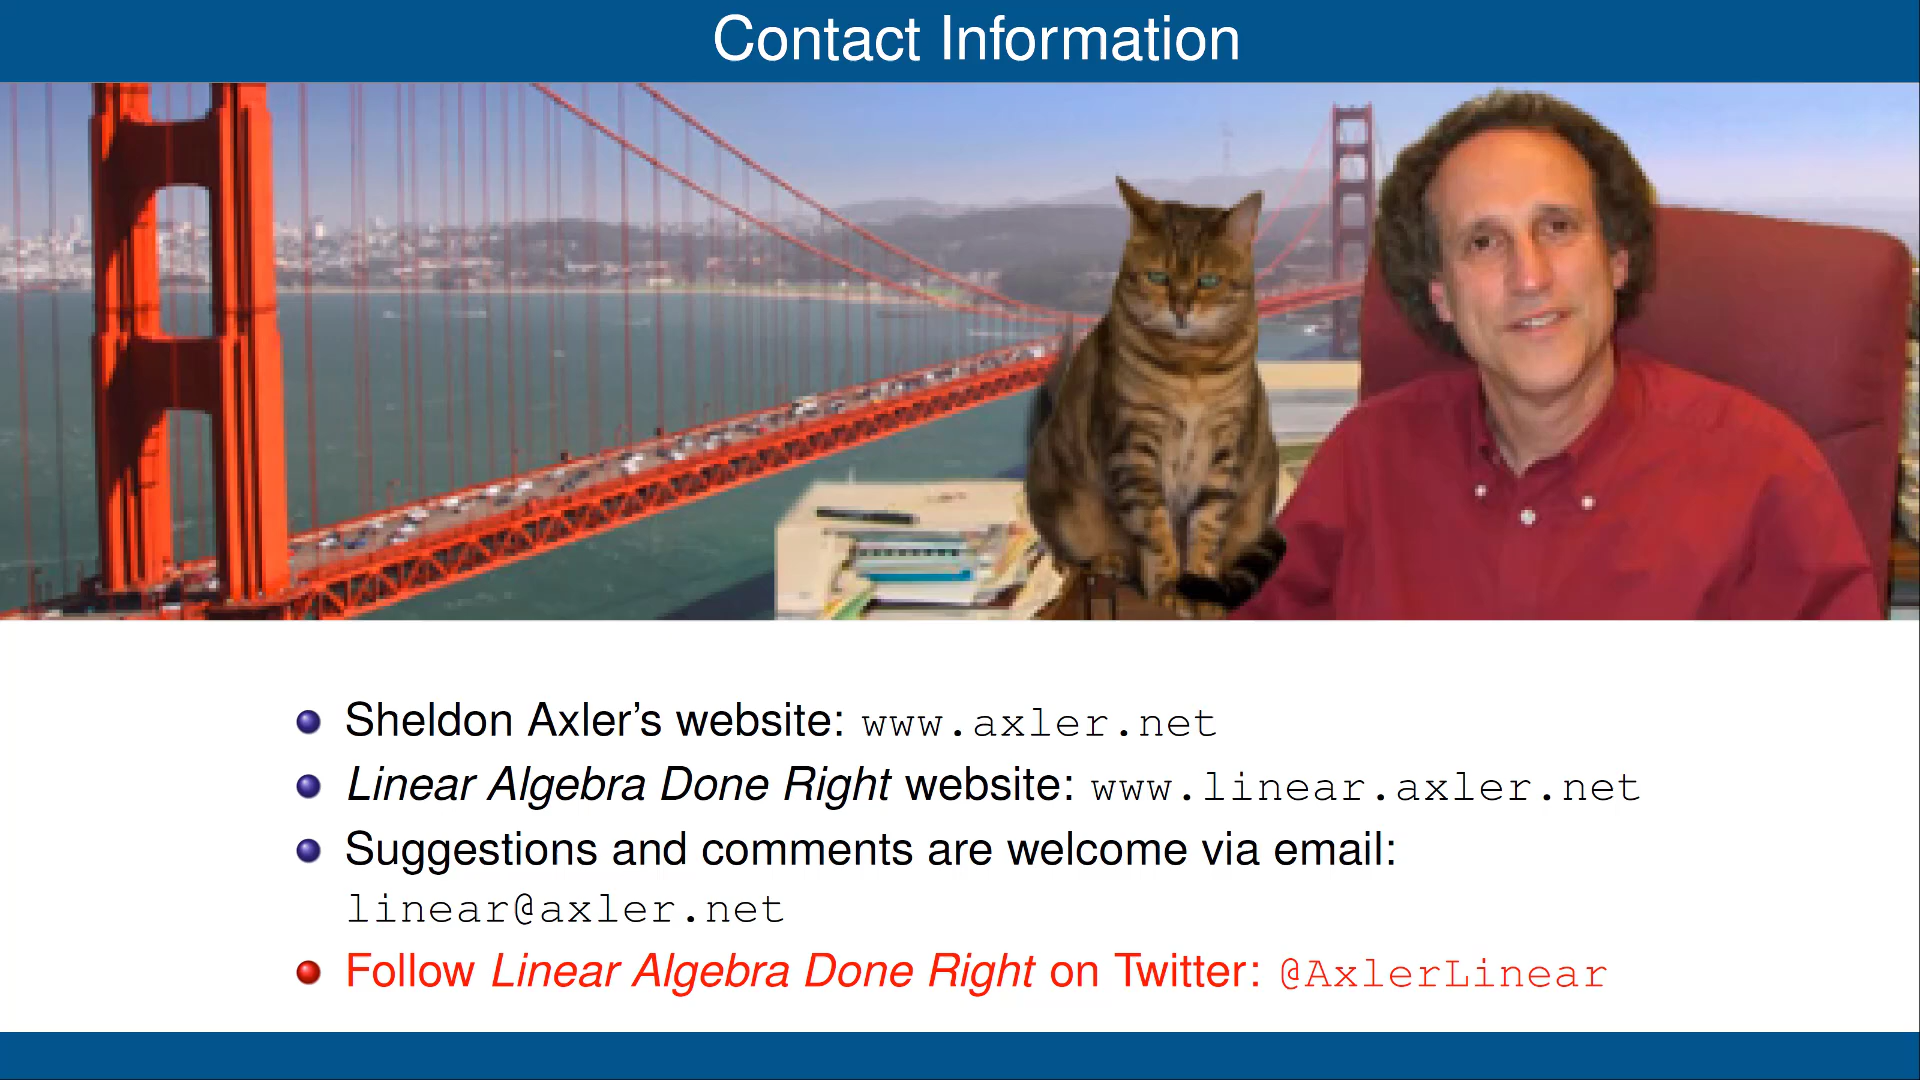 Contact Information
Sheldon Axler’s website: www.axler.net
Linear Algebra Done Right website: www.linear.axler.net
Suggestions and comments are welcome via email:
linear@axler.net
Follow Linear Algebra Done Right on Twitter: @AxlerLinear